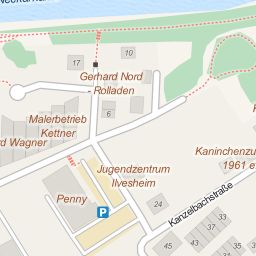 10
17
Gerhard Nord
Rolladen
6
Malerbetrieb
Kettner
rd Wagner
Kaninchenzu
1961 e
Jugendzentrum
Ilvesheim
Penny
P
24
Kanzelbachstraße
45
43
37
35
33